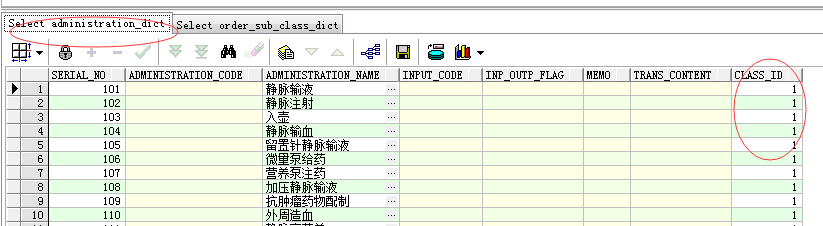 Select administration_dict Select order_sub_class_dict
SERIAL_NO ADMINISTRATION_CODE ADMINISTRATION_NAME INPUT_CODE INP_OUTP_FLAG MEMO TRANS_CONTENT CLASS_ID
1 101 静脉输液 ... 1
2 102 静脉注射 ... 1
3 103 入壶 ... 1
4 104 静脉输血 ... 1
5 105 留置针静脉输液 ... 1
6 106 微量泵给药 ... 1
7 107 营养泵注药 ... 1
8 108 加压静脉输液 ... 1
9 109 抗肿瘤药物配制 ... 1
10 110 外周造血 ... 1